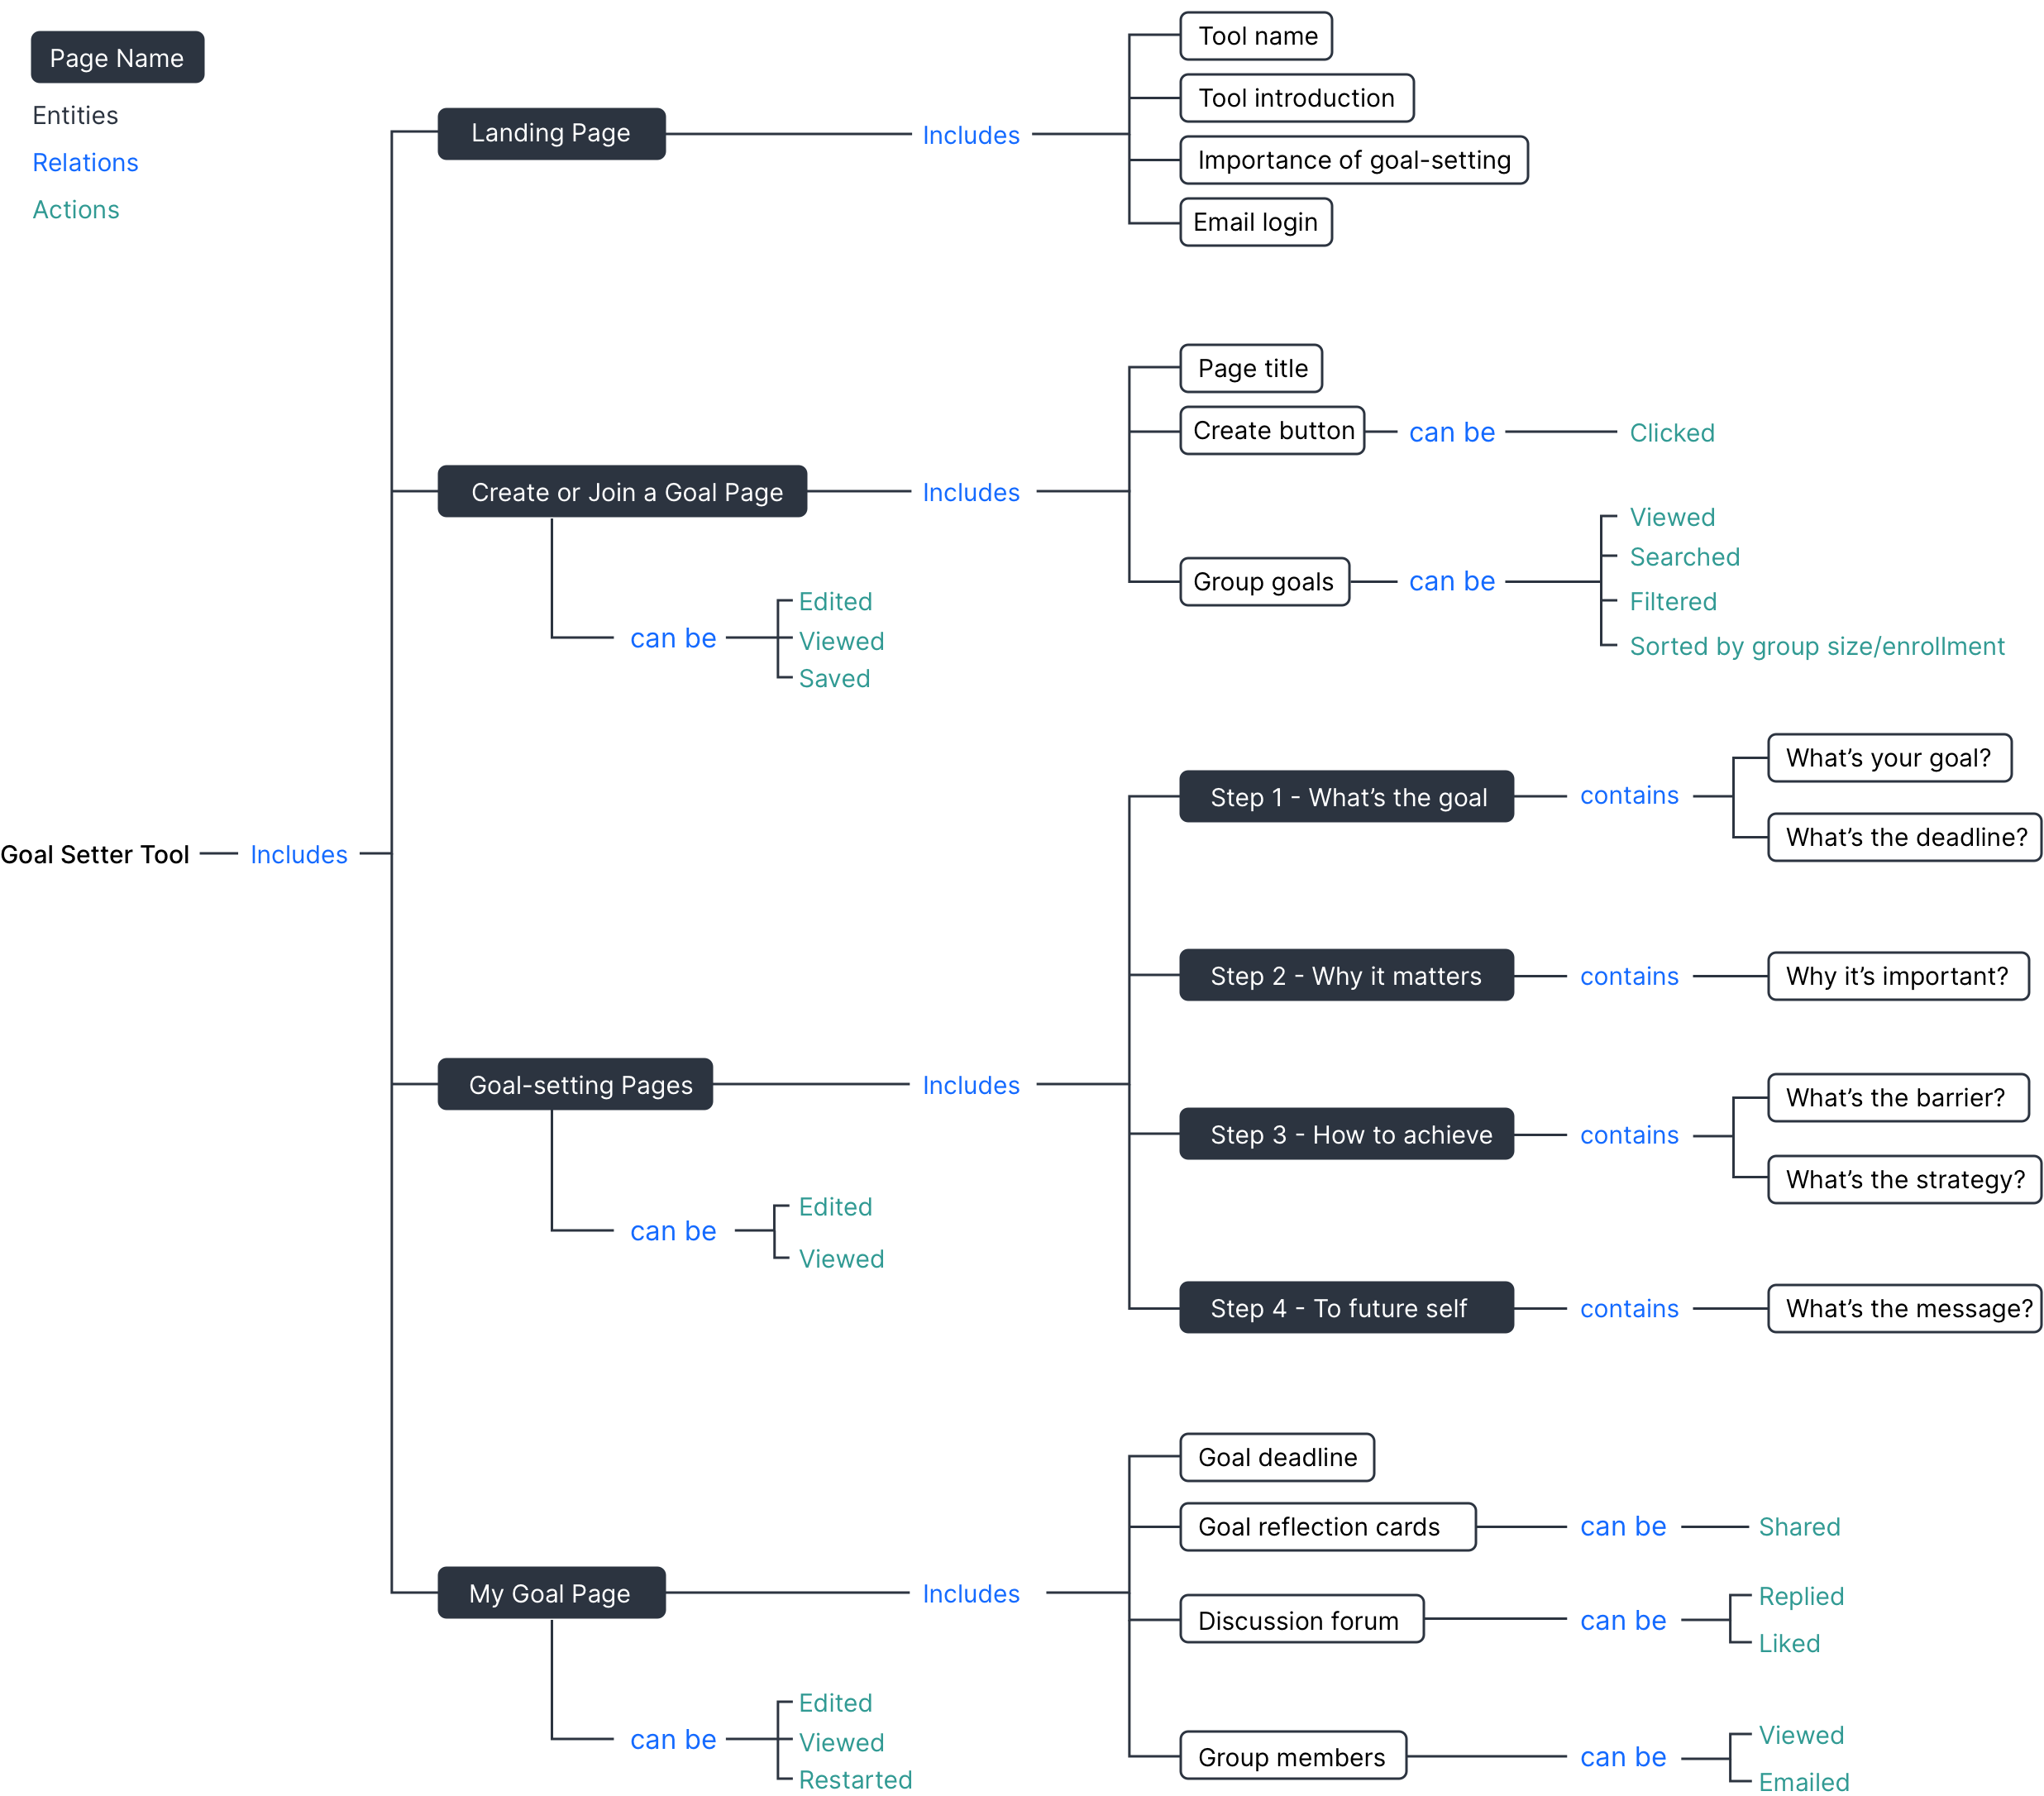 Page Name
Entities
Relations
Actions
Goal Setter Tool
Includes
Landing Page
Includes
Tool name
Tool introduction
Importance of goal-setting
Email login
Create or Join a Goal Page
can be
Edited
Viewed
Saved
Includes
Page title
Create button
can be
Clicked
Group goals
can be
Viewed
Searched
Filtered
Sorted by group size/enrollment
Goal-setting Pages
can be
Edited
Viewed
Includes
Step 1 - What’s the goal
contains
What’s your goal?
What’s the deadline?
Step 2 - Why it matters
contains
Why it’s important?
Step 3 - How to achieve
contains
What’s the barrier?
What’s the strategy?
Step 4 - To future self
contains
What’s the message?
My Goal Page
can be
Edited
Viewed
Restarted
Includes
Goal deadline
Goal reflection cards
can be
Shared
Discussion forum
can be
Replied
Liked
Group members
can be
Viewed
Emailed